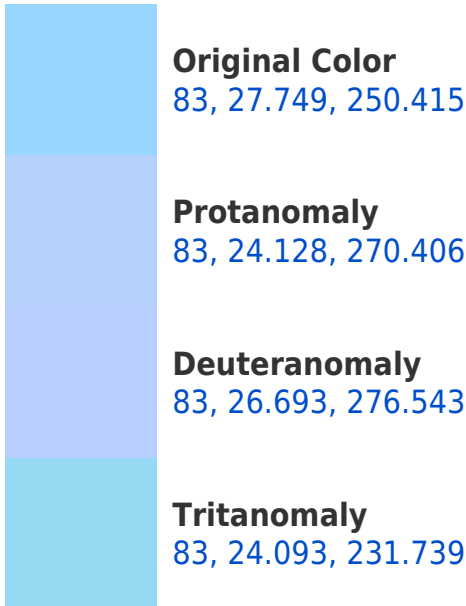 Original Color
83, 27.749, 250.415
Protanomaly
83, 24.128, 270.406
Deuteranomaly
83, 26.693, 276.543
Tritanomaly
83, 24.093, 231.739